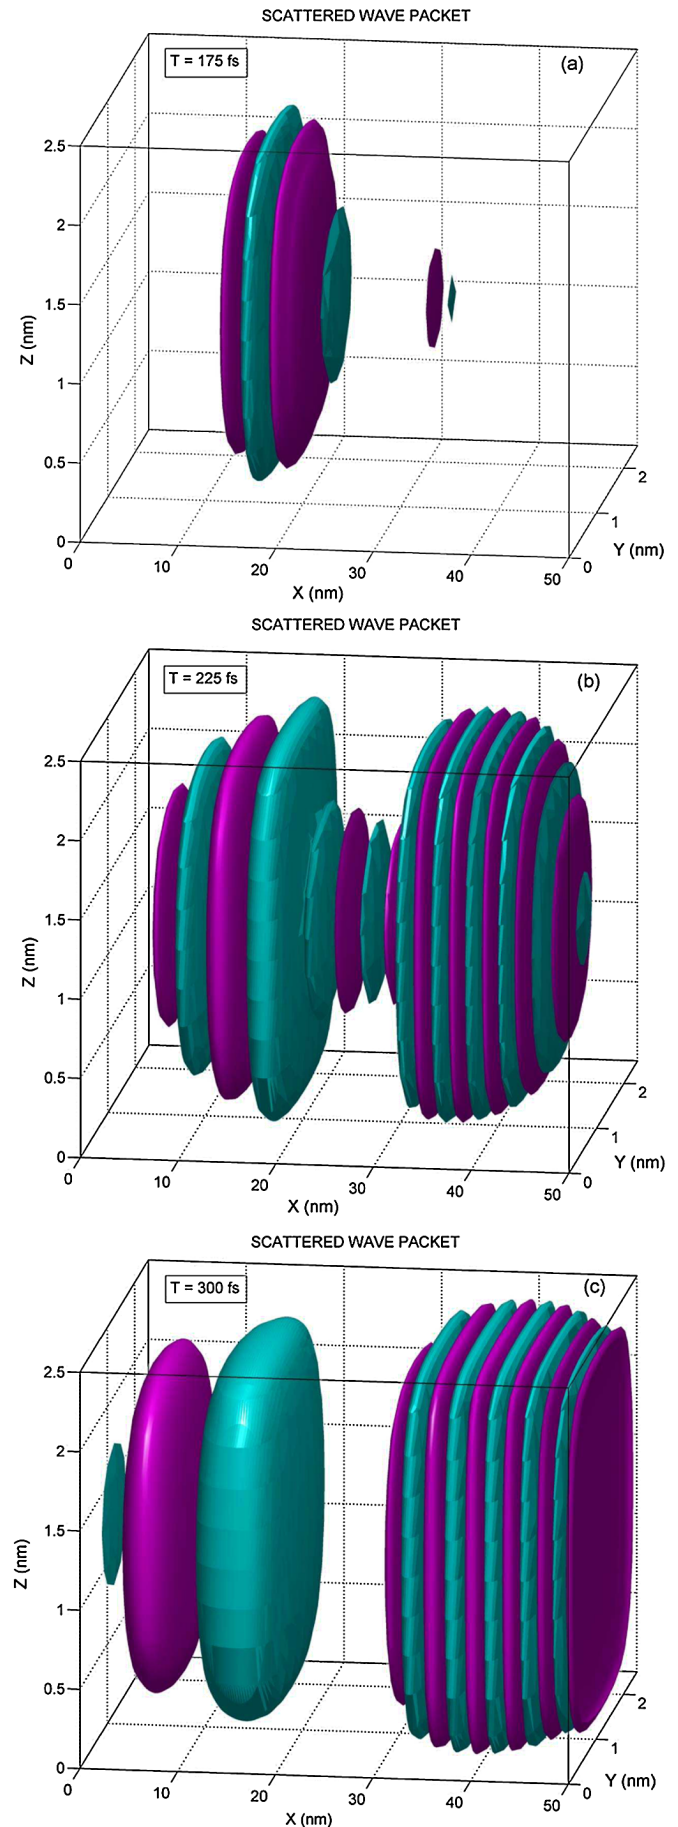 SCATTERED WAVE PACKET
T = 175 fs
(a)
2.5
2
1.5
1
0.5
0
Z (nm)
0
10
20
30
40
50
X (nm)
0
1
2
Y (nm)
SCATTERED WAVE PACKET
T = 225 fs
(b)
2.5
2
1.5
1
0.5
0
Z (nm)
0
10
20
30
40
50
X (nm)
0
1
2
Y (nm)
SCATTERED WAVE PACKET
T = 300 fs
(c)
2.5
2
1.5
1
0.5
0
Z (nm)
0
10
20
30
40
50
X (nm)
0
1
2
Y (nm)